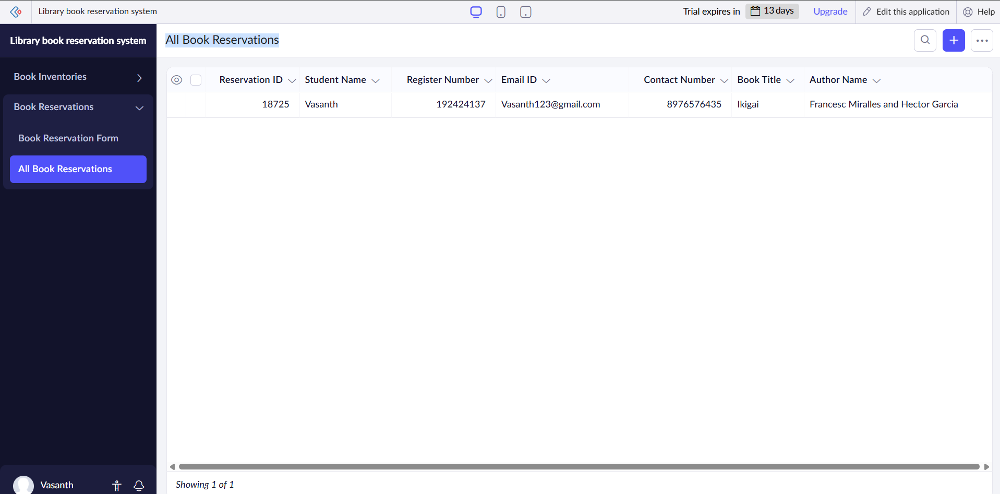 Library book reservation system
Trial expires in 13 days Upgrade Edit this application Help
Library book reservation system
Book Inventories
Book Reservations
Book Reservation Form
All Book Reservations
Vasanth
All Book Reservations
Reservation ID Student Name Register Number Email ID Contact Number Book Title Author Name
18725 Vasanth 192424137 Vasanth123@gmail.com 8976576435 Ikigai Francesc Miralles and Hector Garcia
Showing 1 of 1